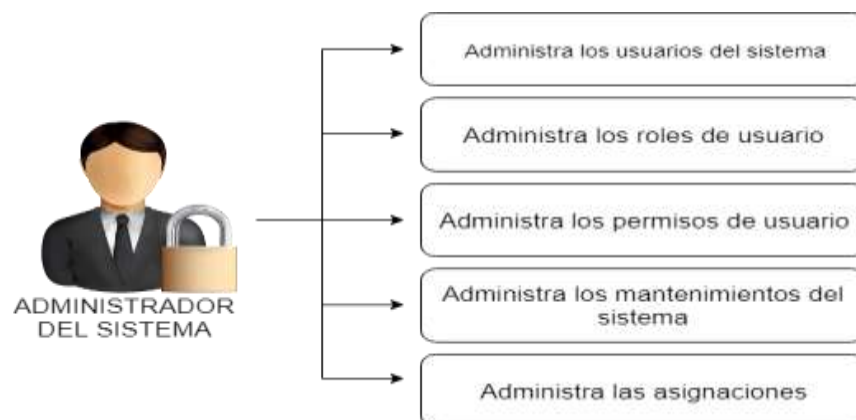 ADMINISTRADOR
DEL SISTEMA
Administra los usuarios del sistema
Administra los roles de usuario
Administra los permisos de usuario
Administra los mantenimientos del
sistema
Administra las asignaciones